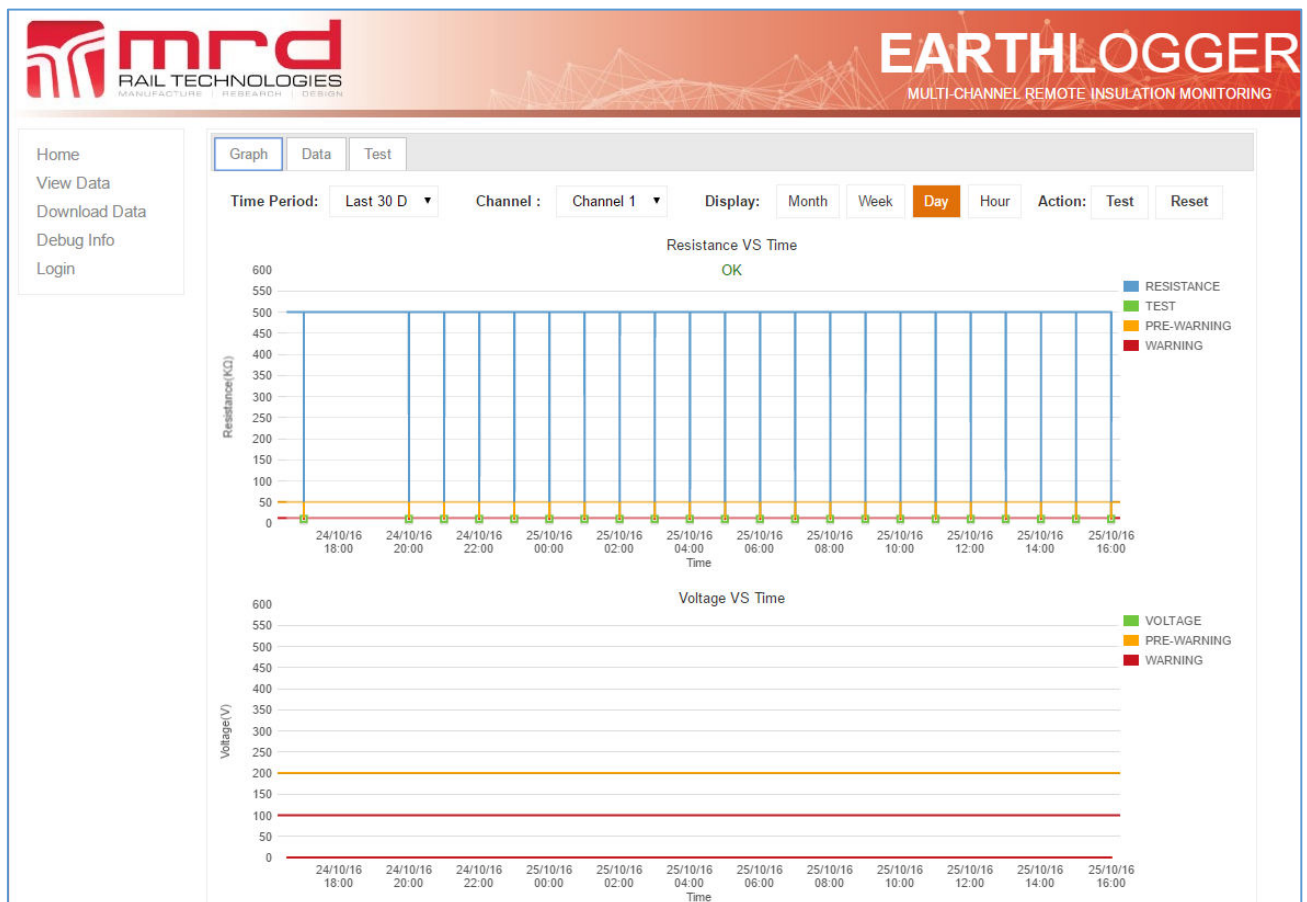 mrd
RAIL TECHNOLOGIES
MANUFACTURE | RESEARCH | DESIGN
EARTHLOGGER
MULTI-CHANNEL REMOTE INSULATION MONITORING
Home
View Data
Download Data
Debug Info
Login
Graph Data Test
Time Period: Last 30 D Channel : Channel 1 Display: Month Week Day Hour Action: Test Reset
Resistance VS Time
OK
600
550
500
450
400
350
300
250
200
150
100
50
0
Resistance(KΩ)
RESISTANCE
TEST
PRE-WARNING
WARNING
24/10/16 24/10/16 24/10/16 25/10/16 25/10/16 25/10/16 25/10/16 25/10/16 25/10/16 25/10/16 25/10/16 25/10/16
18:00 20:00 22:00 00:00 02:00 04:00 06:00 08:00 10:00 12:00 14:00 16:00
Time
Voltage VS Time
600
550
500
450
400
350
300
250
200
150
100
50
0
Voltage(V)
VOLTAGE
PRE-WARNING
WARNING
24/10/16 24/10/16 24/10/16 25/10/16 25/10/16 25/10/16 25/10/16 25/10/16 25/10/16 25/10/16 25/10/16 25/10/16
18:00 20:00 22:00 00:00 02:00 04:00 06:00 08:00 10:00 12:00 14:00 16:00
Time